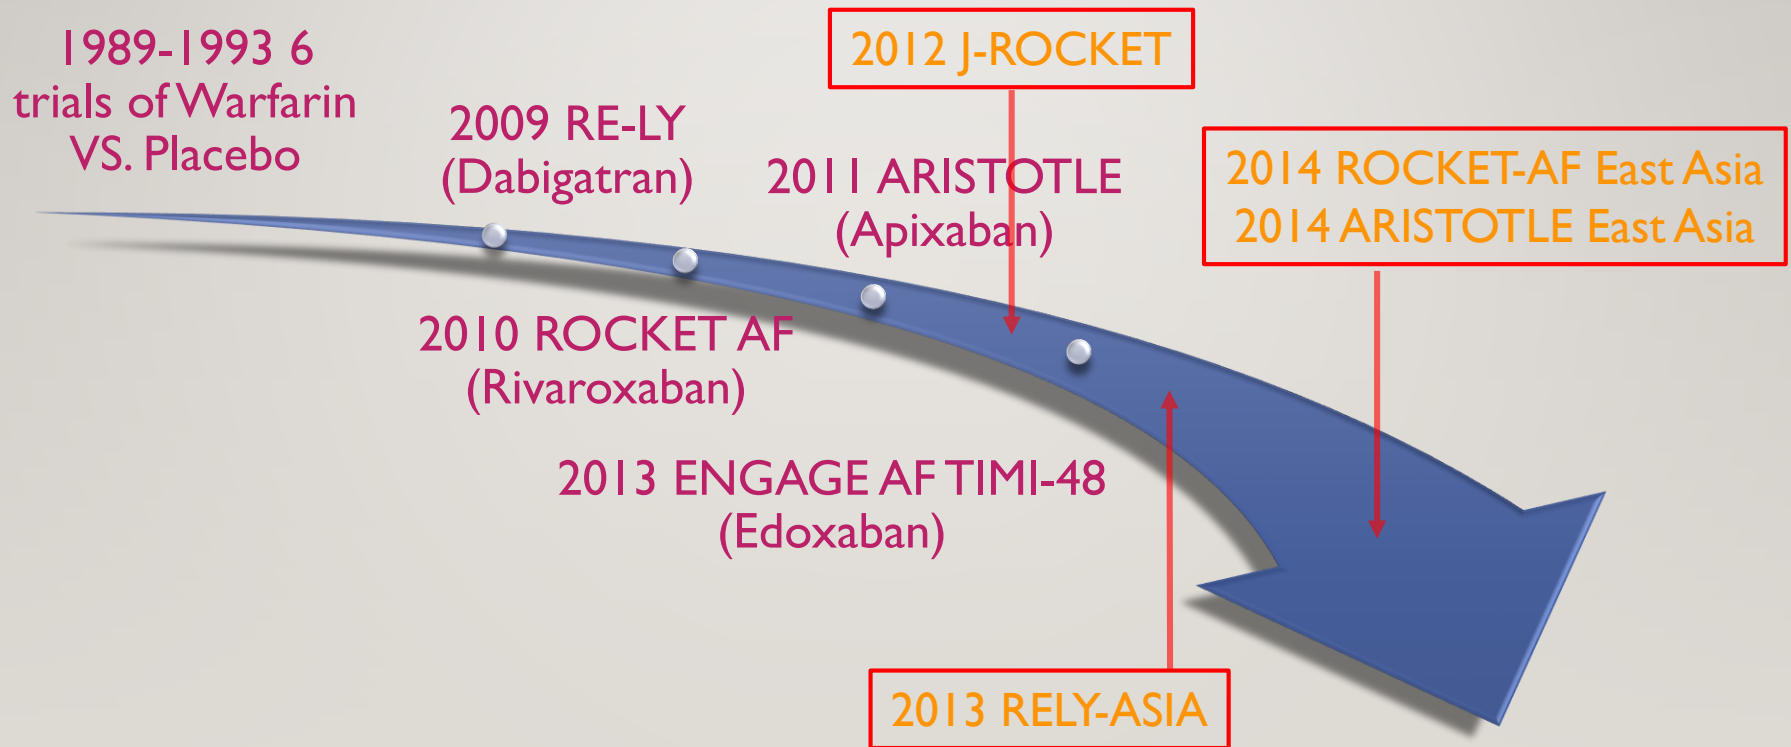 1989-1993 6
trials of Warfarin
VS. Placebo
2009 RE-LY
(Dabigatran)
2010 ROCKET AF
(Rivaroxaban)
2011 ARISTOTLE
(Apixaban)
2012 J-ROCKET
2013 ENGAGE AF TIMI-48
(Edoxaban)
2013 RELY-ASIA
2014 ROCKET-AF East Asia
2014 ARISTOTLE East Asia